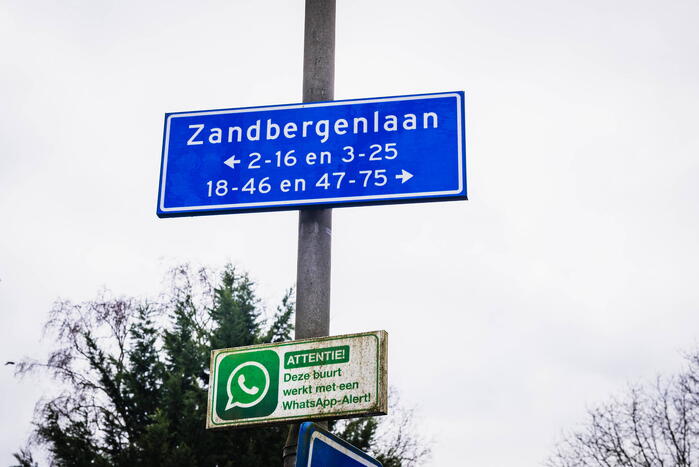 Zandbergenlaan
← 2-16 en 3-25
18-46 en 47-75 →
ATTENTIE!
Deze buurt
werkt met een
WhatsApp-Alert!